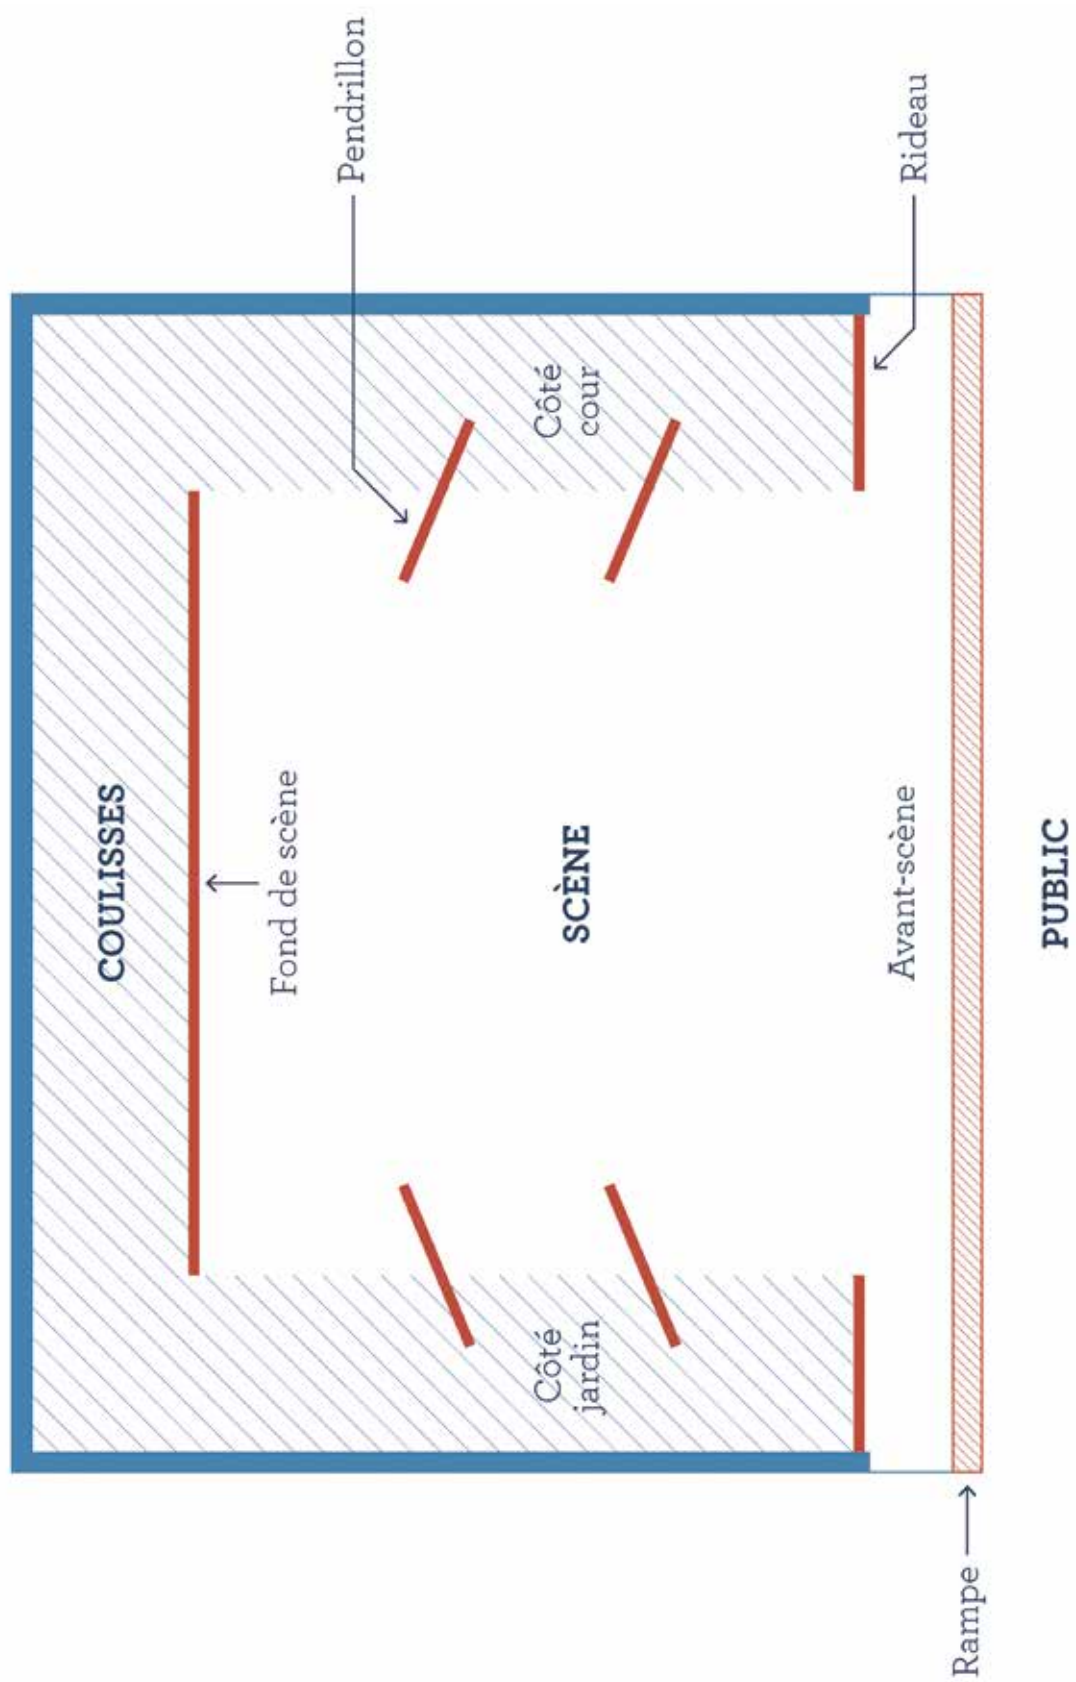 COULISSES
Fond de scène
Pendrillon
Côté
jardin
SCÈNE
Côté
cour
Avant-scène
Rideau
Rampe
PUBLIC